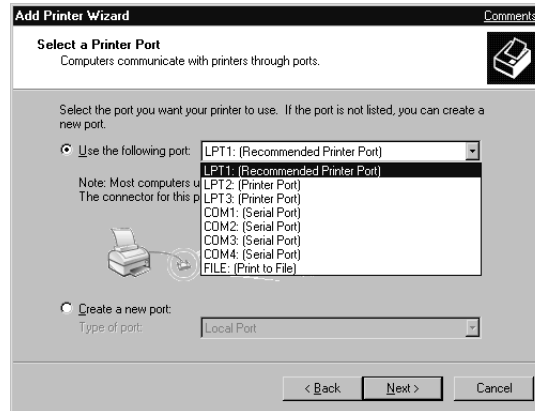 Add Printer Wizard
Comments
Select a Printer Port
Computers communicate with printers through ports.
Select the port you want your printer to use. If the port is not listed, you can create a
new port.
Use the following port:
LPT1: (Recommended Printer Port)
LPT1: (Recommended Printer Port)
LPT2: (Printer Port)
LPT3: (Printer Port)
COM1: (Serial Port)
COM2: (Serial Port)
COM3: (Serial Port)
COM4: (Serial Port)
FILE: (Print to File)
Note: Most computers u
The connector for this p
Create a new port:
Type of port:
Local Port
< Back
Next >
Cancel